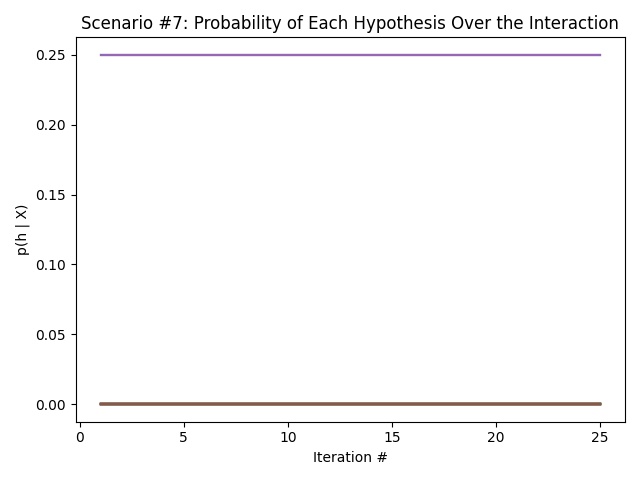 Scenario #7: Probability of Each Hypothesis Over the Interaction
0.25
0.20
0.15
0.10
0.05
0.00
p(h | X)
0 5 10 15 20 25
Iteration #